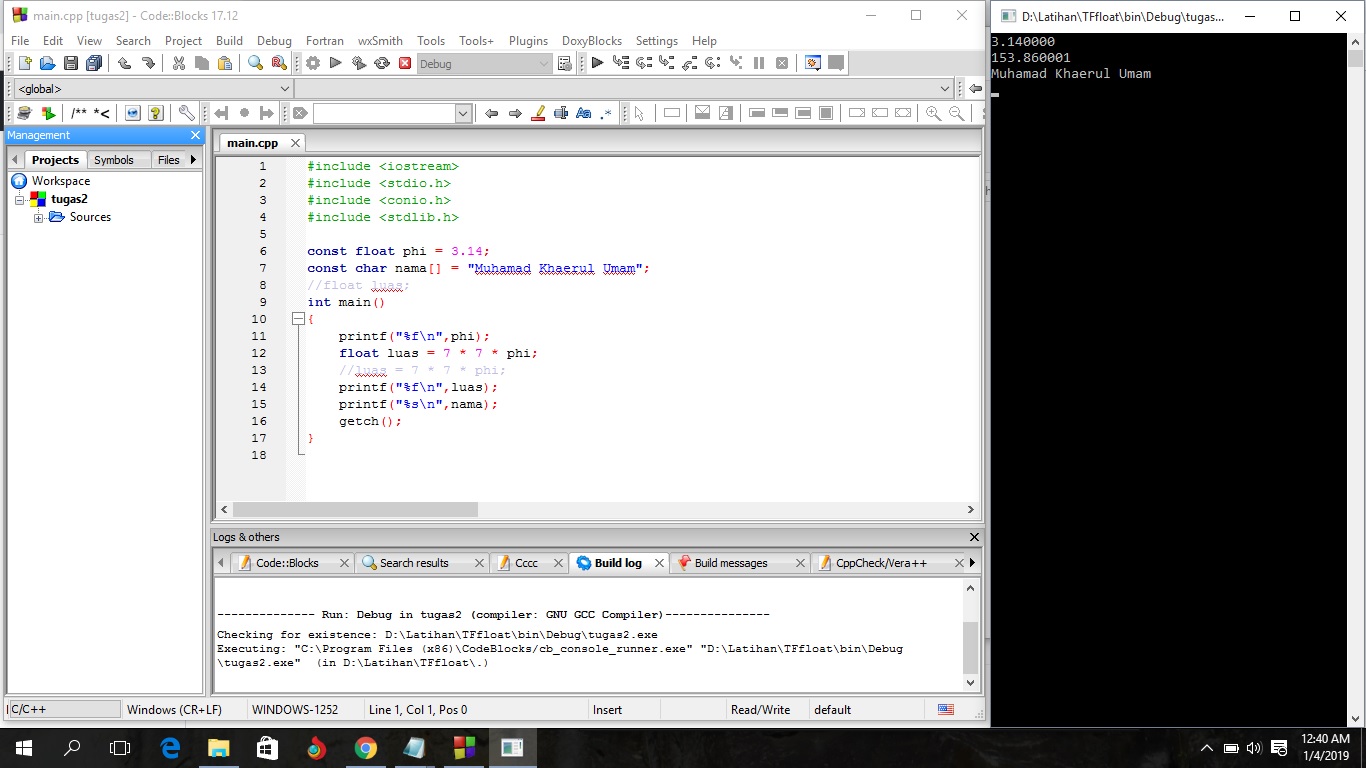 main.cpp [tugas2] - Code::Blocks 17.12
File Edit View Search Project Build Debug Fortran wxSmith Tools Tools+ Plugins DoxyBlocks Settings Help
Debug
<global>
/** *<
Aa .*
Management
Projects Symbols Files
Workspace
tugas2
Sources
main.cpp
1 #include <iostream>
2 #include <stdio.h>
3 #include <conio.h>
4 #include <stdlib.h>
5
6 const float phi = 3.14;
7 const char nama[] = "Muhamad Khaerul Umam";
8 //float luas;
9 int main()
10 {
11 printf("%f\n",phi);
12 float luas = 7 * 7 * phi;
13 //luas = 7 * 7 * phi;
14 printf("%f\n",luas);
15 printf("%s\n",nama);
16 getch();
17 }
18
Logs & others
Code::Blocks Search results Cccc Build log Build messages CppCheck/Vera++
-------------- Run: Debug in tugas2 (compiler: GNU GCC Compiler)---------------
Checking for existence: D:\Latihan\TFfloat\bin\Debug\tugas2.exe
Executing: "C:\Program Files (x86)\CodeBlocks/cb_console_runner.exe" "D:\Latihan\TFfloat\bin\Debug
\tugas2.exe" (in D:\Latihan\TFfloat\.)
C/C++ Windows (CR+LF) WINDOWS-1252 Line 1, Col 1, Pos 0 Insert Read/Write default
D:\Latihan\TFfloat\bin\Debug\tugas...
3.140000
153.860001
Muhamad Khaerul Umam
12:40 AM
1/4/2019